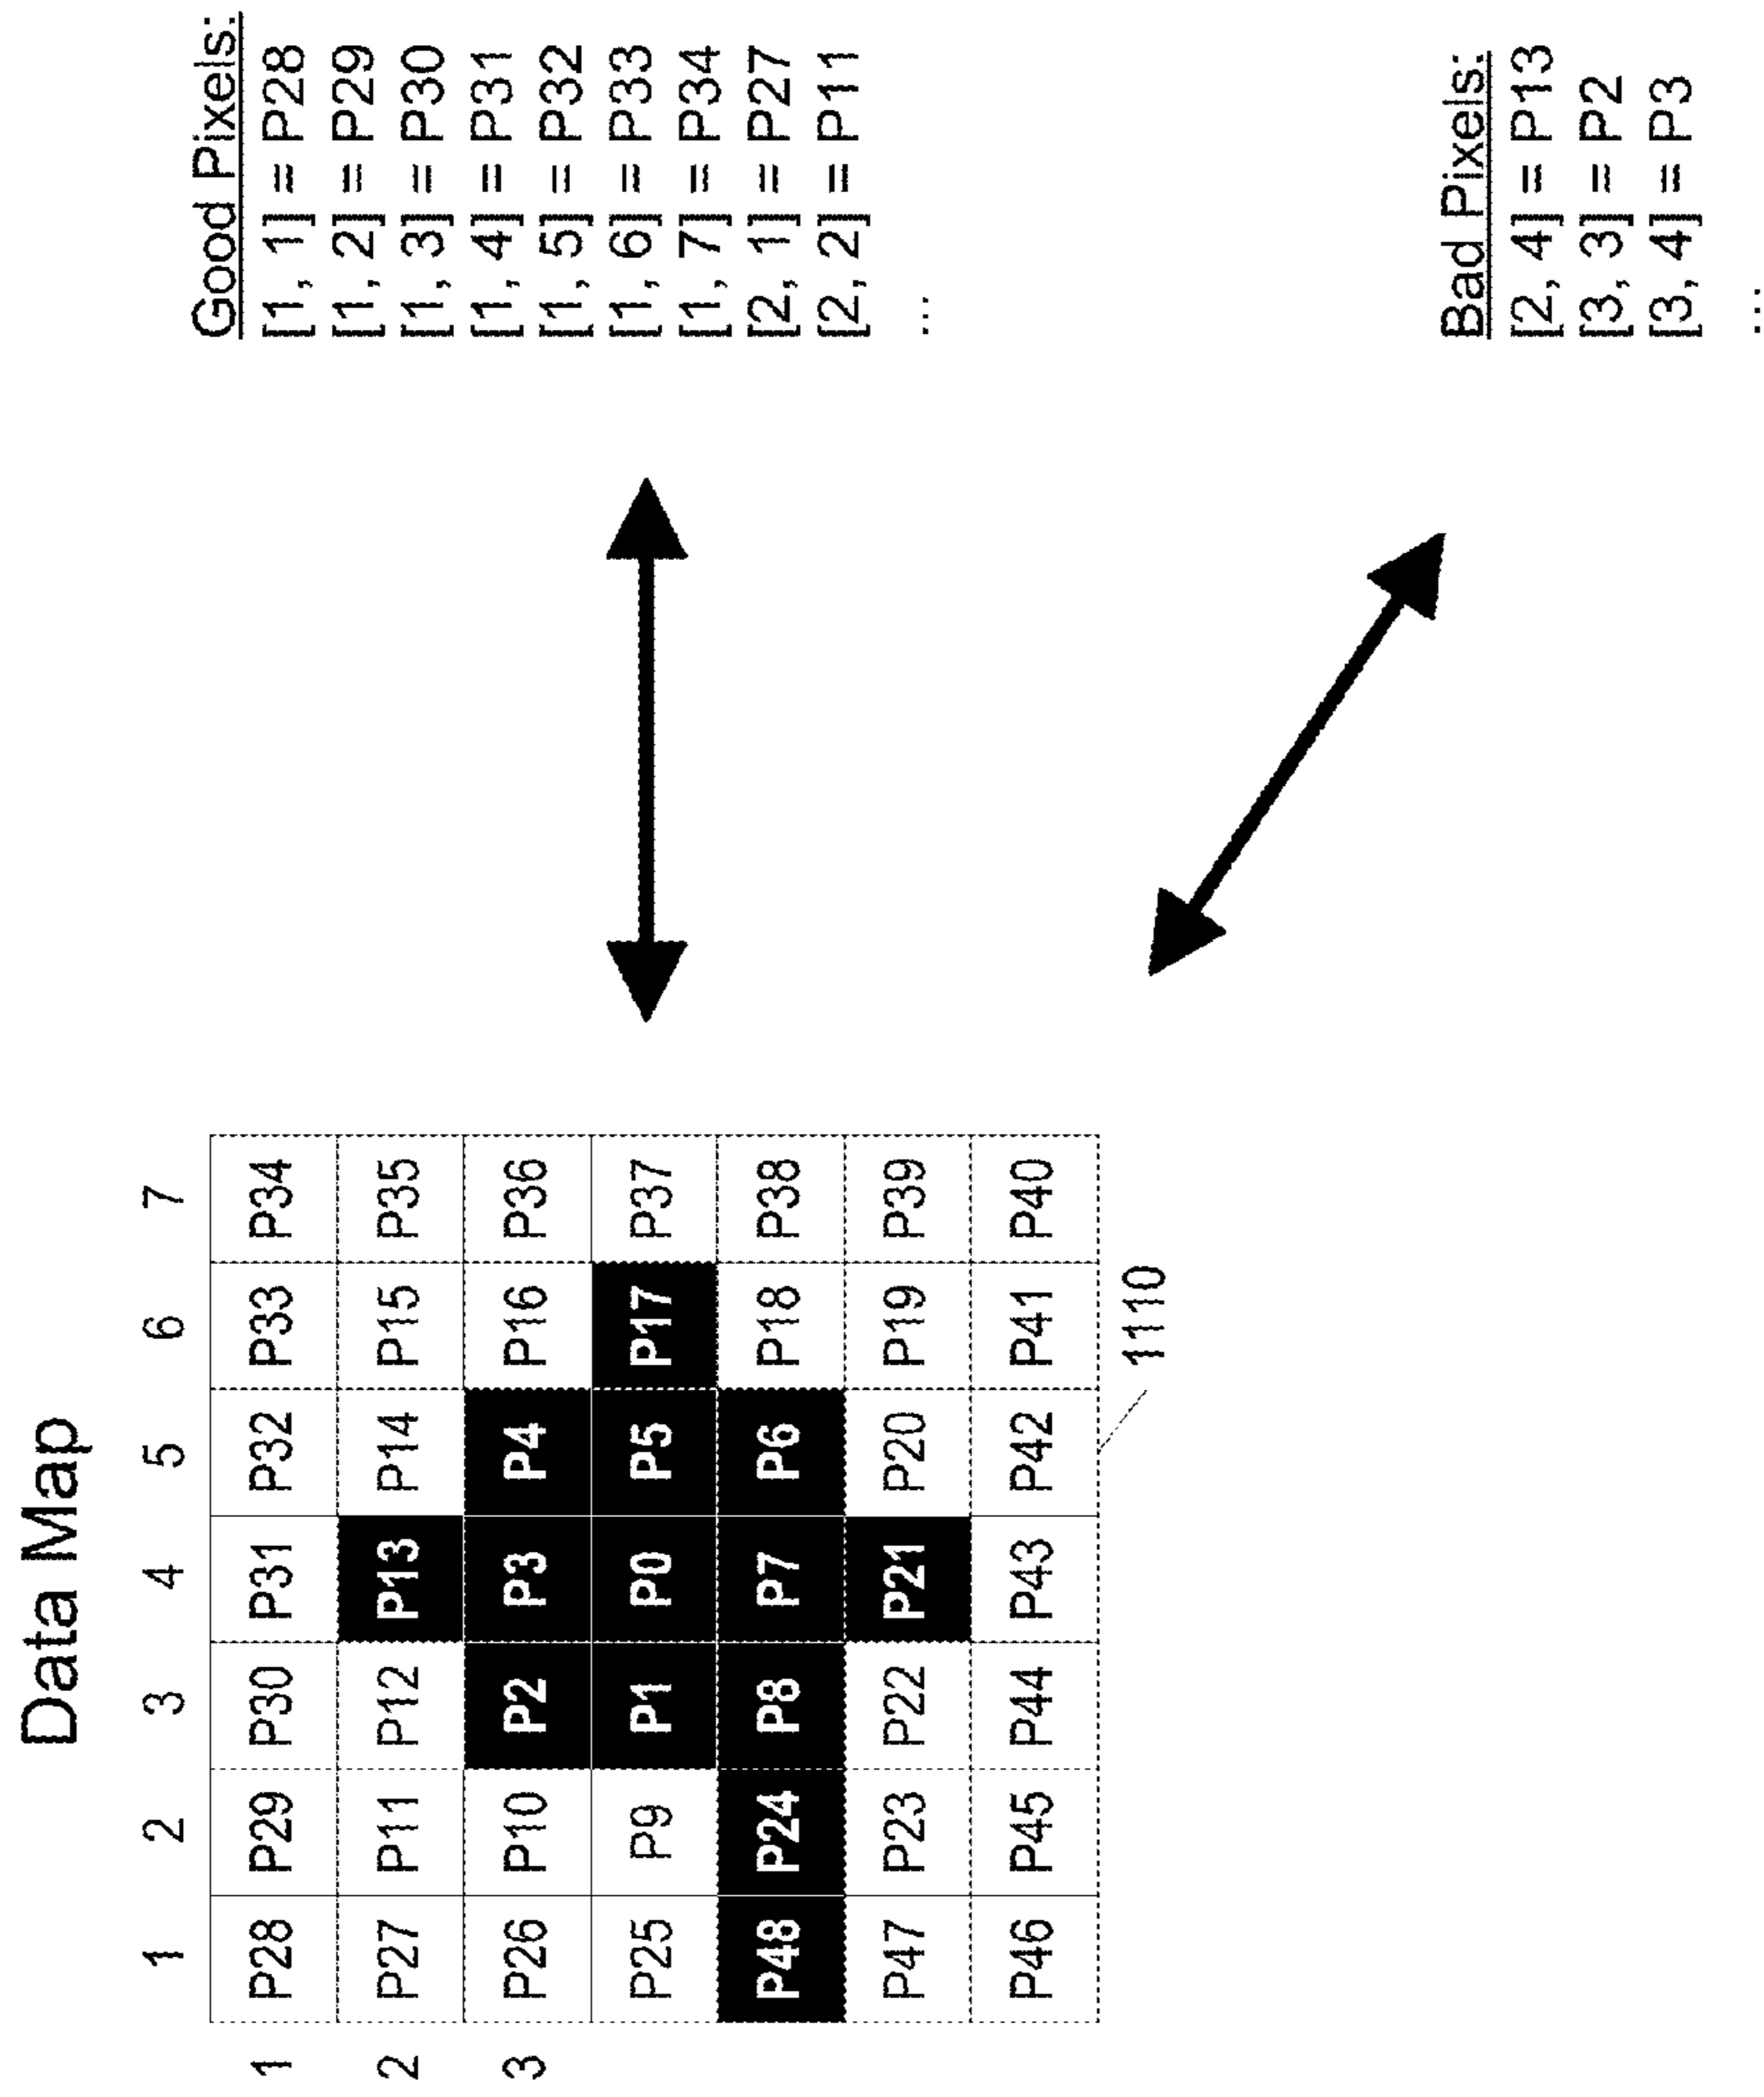 Data Map
1 2 3 4 5 6 7
1 P28 P29 P30 P31 P32 P33 P34
2 P27 P11 P12 P13 P14 P15 P35
3 P26 P10 P2 P3 P4 P16 P36
P25 P9 P1 P0 P5 P17 P37
P48 P24 P8 P7 P6 P18 P38
P47 P23 P22 P21 P20 P19 P39
P46 P45 P44 P43 P42 P41 P40
1110
Good Pixels:
[1, 1] = P28
[1, 2] = P29
[1, 3] = P30
[1, 4] = P31
[1, 5] = P32
[1, 6] = P33
[1, 7] = P34
[2, 1] = P27
[2, 2] = P11
...
Bad Pixels:
[2, 4] = P13
[3, 3] = P2
[3, 4] = P3
...